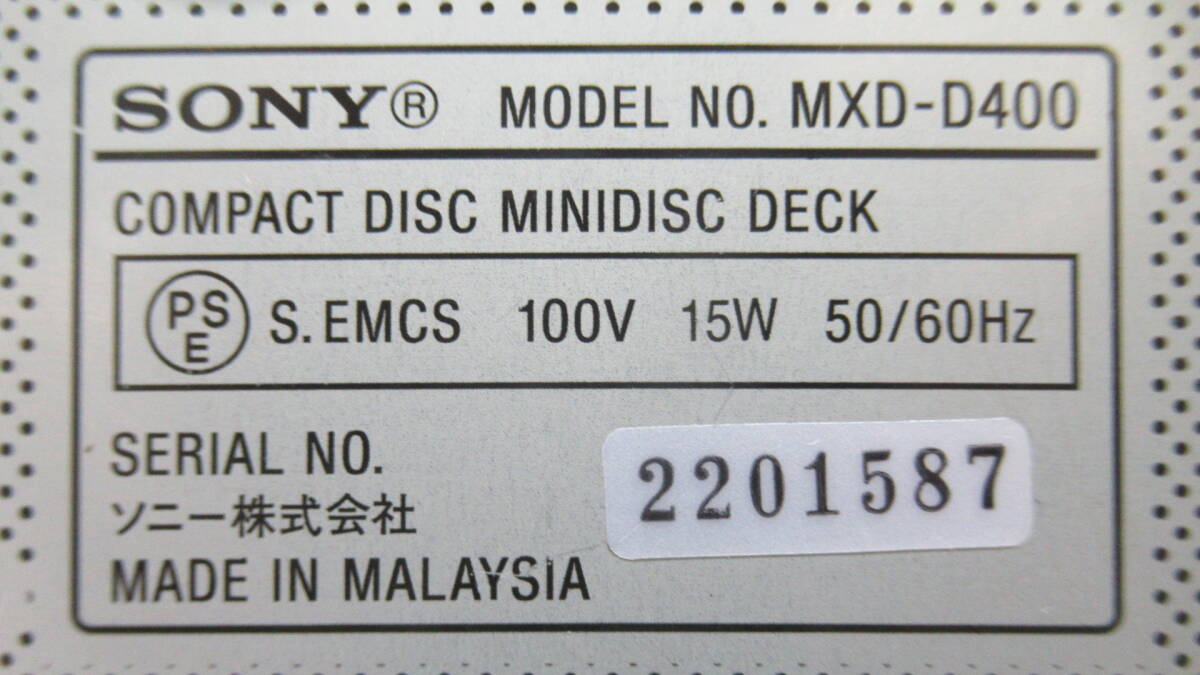 SONY® MODEL NO. MXD-D400
COMPACT DISC MINIDISC DECK
PSE S.EMCS 100V 15W 50/60Hz
SERIAL NO. 2201587
ソニー株式会社
MADE IN MALAYSIA